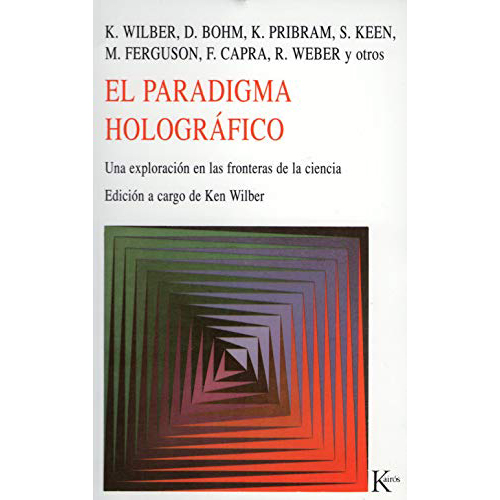 K. WILBER, D. BOHM, K. PRIBRAM, S. KEEN,
M. FERGUSON, F. CAPRA, R. WEBER y otros
EL PARADIGMA
HOLOGRÁFICO
Una exploración en las fronteras de la ciencia
Edición a cargo de Ken Wilber
Kairós